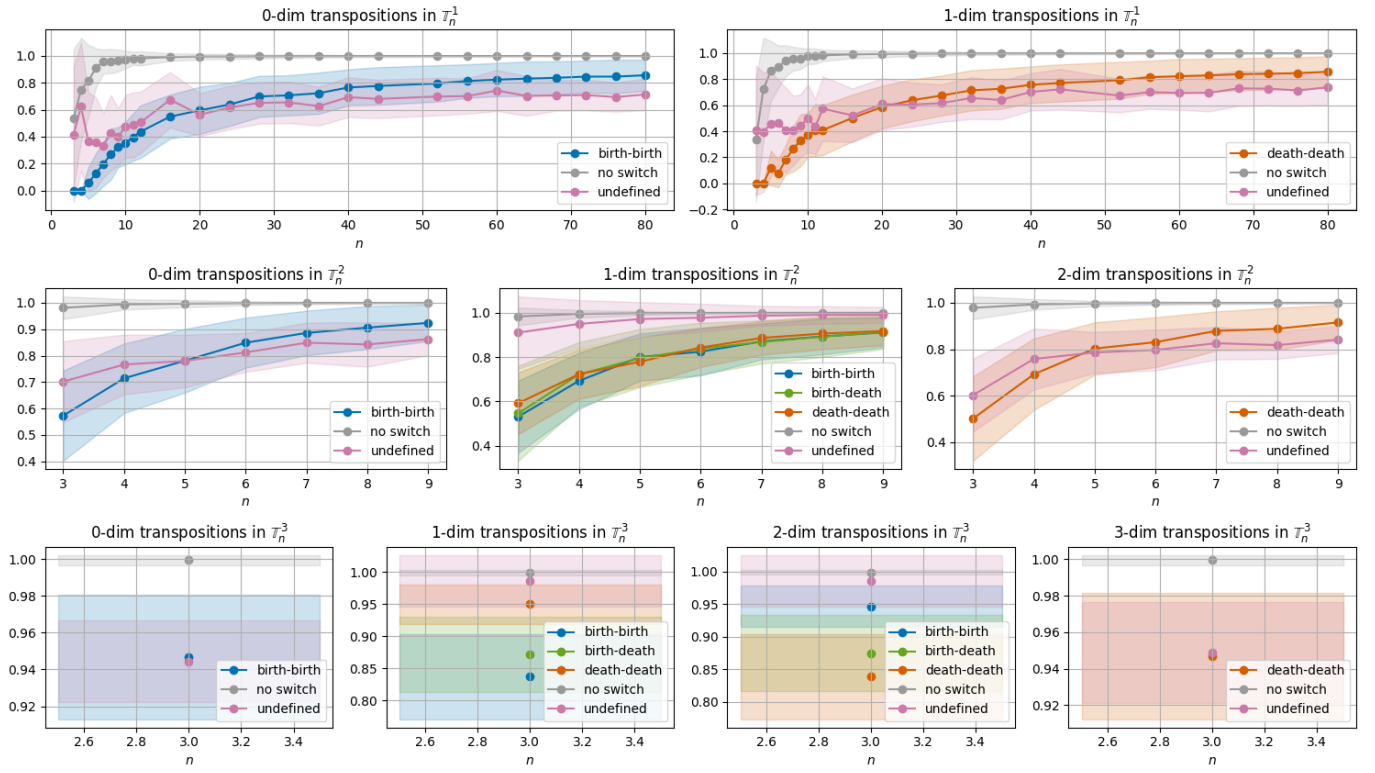 0-dim transpositions in 𝕋ₙ¹
1.0
0.8
0.6
0.4
0.2
0.0
birth-birth
no switch
undefined
0 10 20 30 40 50 60 70 80
n
1-dim transpositions in 𝕋ₙ¹
1.0
0.8
0.6
0.4
0.2
0.0
−0.2
death-death
no switch
undefined
0 10 20 30 40 50 60 70 80
n
0-dim transpositions in 𝕋ₙ²
1.0
0.9
0.8
0.7
0.6
0.5
0.4
birth-birth
no switch
undefined
3 4 5 6 7 8 9
n
1-dim transpositions in 𝕋ₙ²
1.0
0.8
0.6
0.4
birth-birth
birth-death
death-death
no switch
undefined
3 4 5 6 7 8 9
n
2-dim transpositions in 𝕋ₙ²
1.0
0.8
0.6
0.4
death-death
no switch
undefined
3 4 5 6 7 8 9
n
0-dim transpositions in 𝕋ₙ³
1.00
0.98
0.96
0.94
0.92
birth-birth
no switch
undefined
2.6 2.8 3.0 3.2 3.4
n
1-dim transpositions in 𝕋ₙ³
1.00
0.95
0.90
0.85
0.80
birth-birth
birth-death
death-death
no switch
undefined
2.6 2.8 3.0 3.2 3.4
n
2-dim transpositions in 𝕋ₙ³
1.00
0.95
0.90
0.85
0.80
birth-birth
birth-death
death-death
no switch
undefined
2.6 2.8 3.0 3.2 3.4
n
3-dim transpositions in 𝕋ₙ³
1.00
0.98
0.96
0.94
0.92
death-death
no switch
undefined
2.6 2.8 3.0 3.2 3.4
n